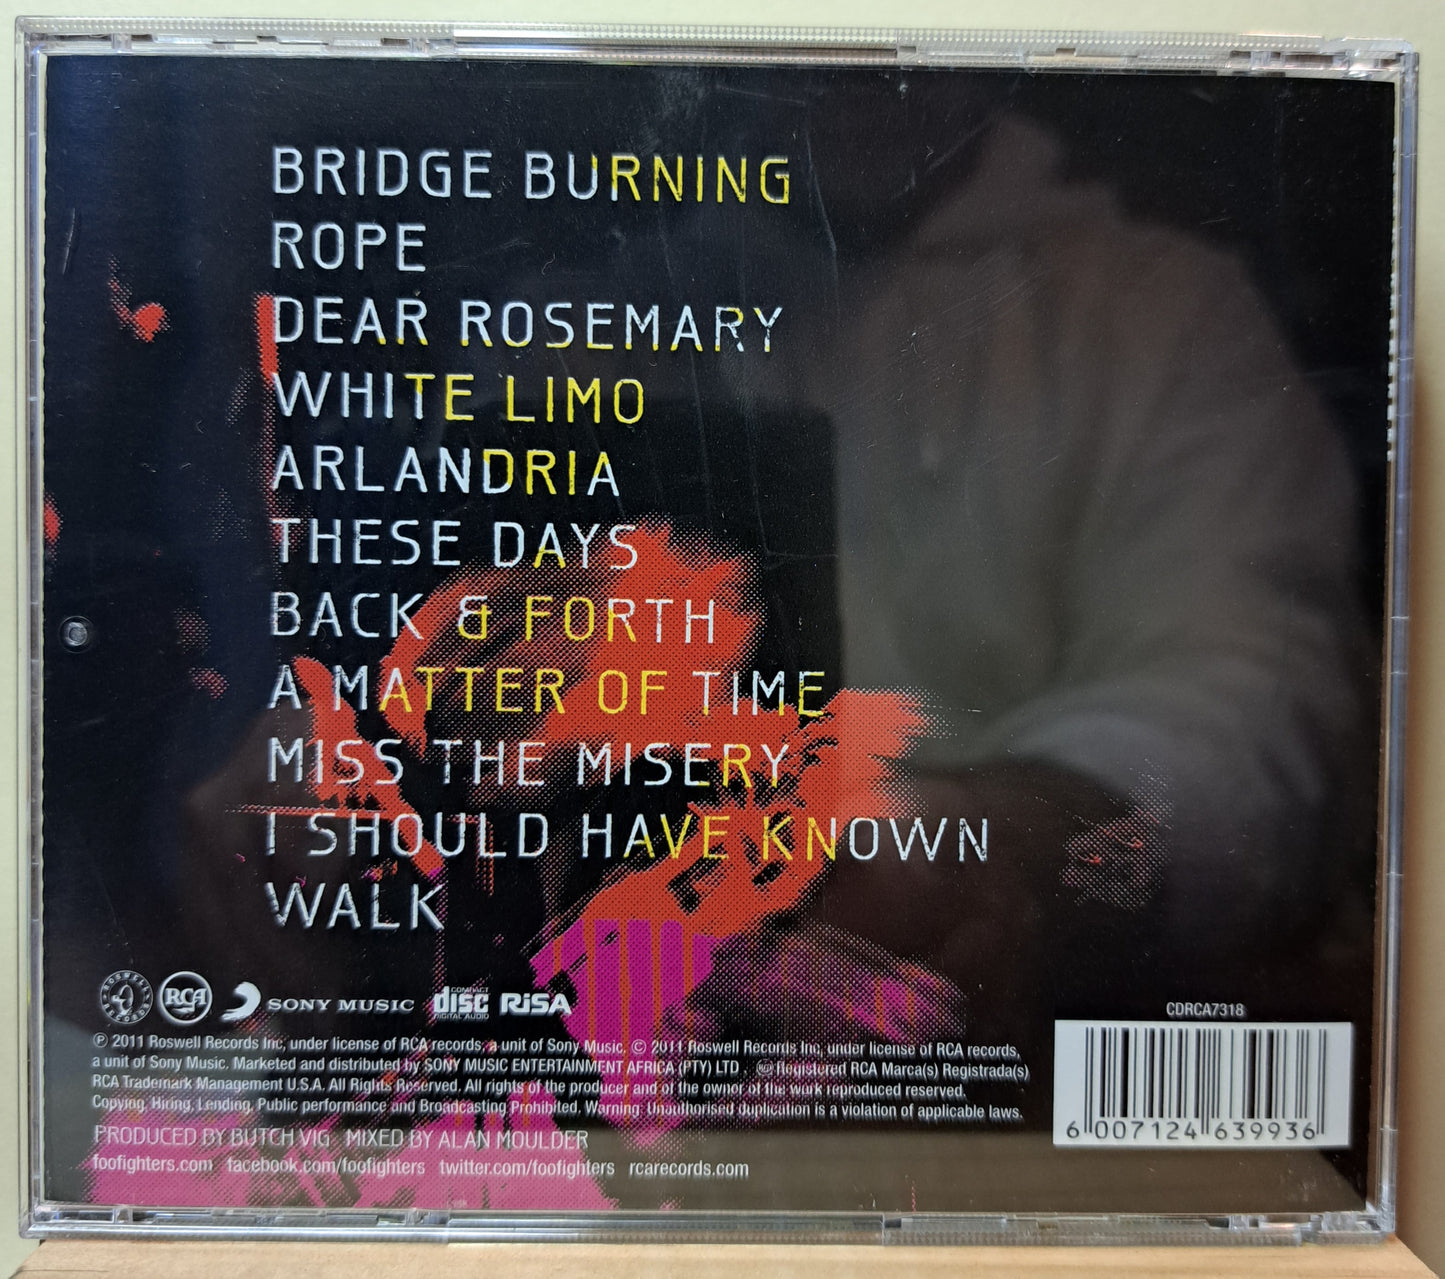 BRIDGE BURNING
ROPE
DEAR ROSEMARY
WHITE LIMO
ARLANDRIA
THESE DAYS
BACK & FORTH
A MATTER OF TIME
MISS THE MISERY
I SHOULD HAVE KNOWN
WALK
ROSWELL RECORDS
RCA
SONY MUSIC
COMPACT disc DIGITAL AUDIO
RiSA
CDRCA7318
℗ 2011 Roswell Records Inc, under license of RCA records, a unit of Sony Music. © 2011 Roswell Records Inc, under license of RCA records,
a unit of Sony Music. Marketed and distributed by SONY MUSIC ENTERTAINMENT AFRICA (PTY) LTD. ® Registered RCA Marca(s) Registrada(s)
RCA Trademark Management U.S.A. All Rights Reserved. All rights of the producer and of the owner of the work reproduced reserved.
Copying, Hiring, Lending, Public performance and Broadcasting Prohibited. Warning: Unauthorised duplication is a violation of applicable laws.
PRODUCED BY BUTCH VIG MIXED BY ALAN MOULDER
foofighters.com facebook.com/foofighters twitter.com/foofighters rcarecords.com
6 007124 639936